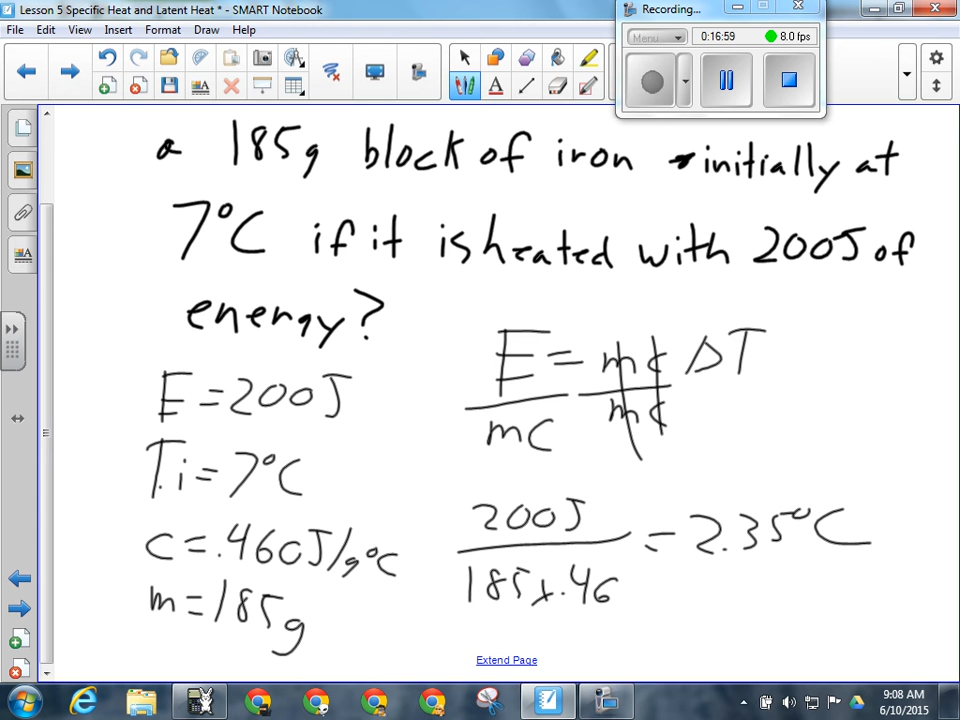 Lesson 5 Specific Heat and Latent Heat * - SMART Notebook
Recording...
File Edit View Insert Format Draw Help
Menu
0:16:59
8.0 fps
a 185g block of iron initially at
7°C if it is heated with 200J of
energy?
E = mc ΔT
mC mc
E = 200J
Ti = 7°C
c = .460J/g°C
m = 185g
200J
185x.46
= 2.35°C
Extend Page
9:08 AM
6/10/2015